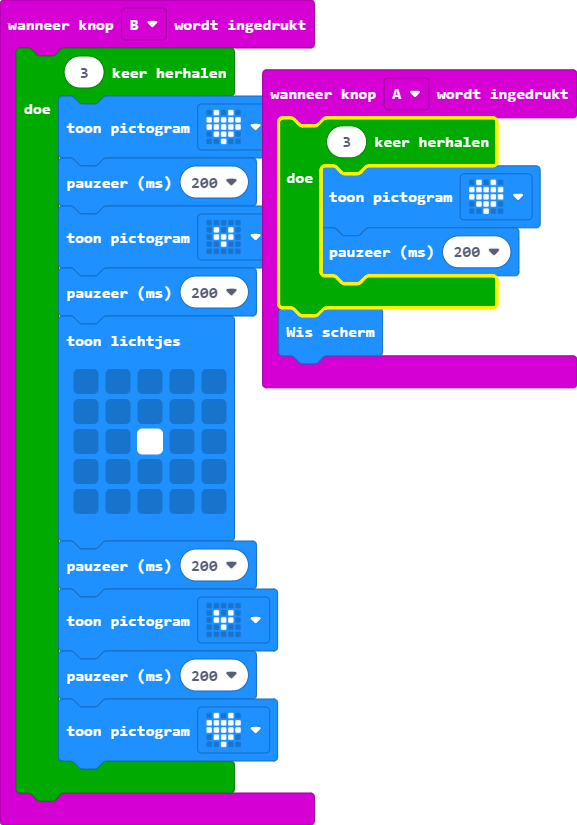 wanneer knop B wordt ingedrukt
3 keer herhalen
doe
toon pictogram
pauzeer (ms) 200
toon pictogram
pauzeer (ms) 200
toon lichtjes
pauzeer (ms) 200
toon pictogram
pauzeer (ms) 200
toon pictogram
wanneer knop A wordt ingedrukt
3 keer herhalen
doe
toon pictogram
pauzeer (ms) 200
Wis scherm